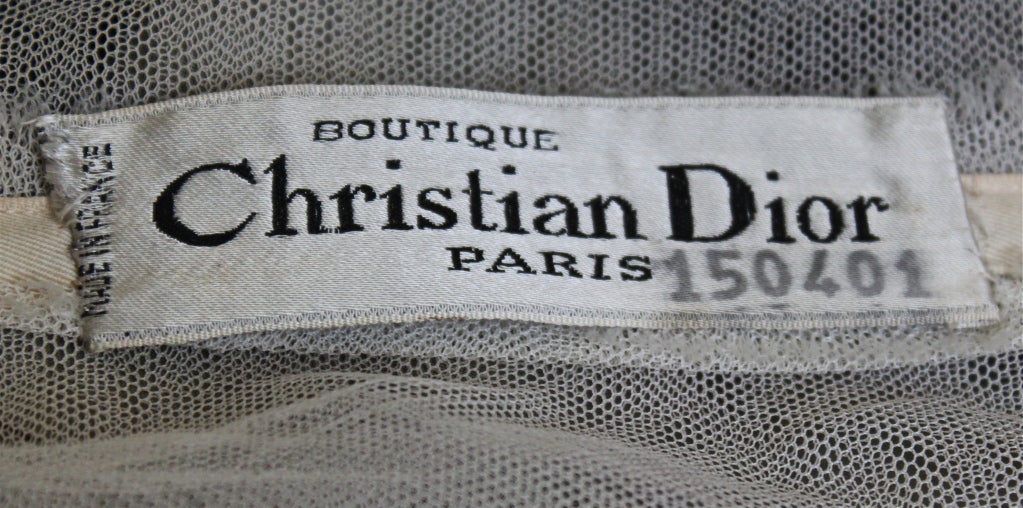 BOUTIQUE
Christian Dior
PARIS 150401
MADE IN FRANCE